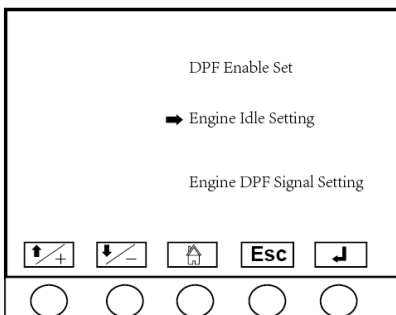 DPF Enable Set
Engine Idle Setting
Engine DPF Signal Setting
+ - Esc